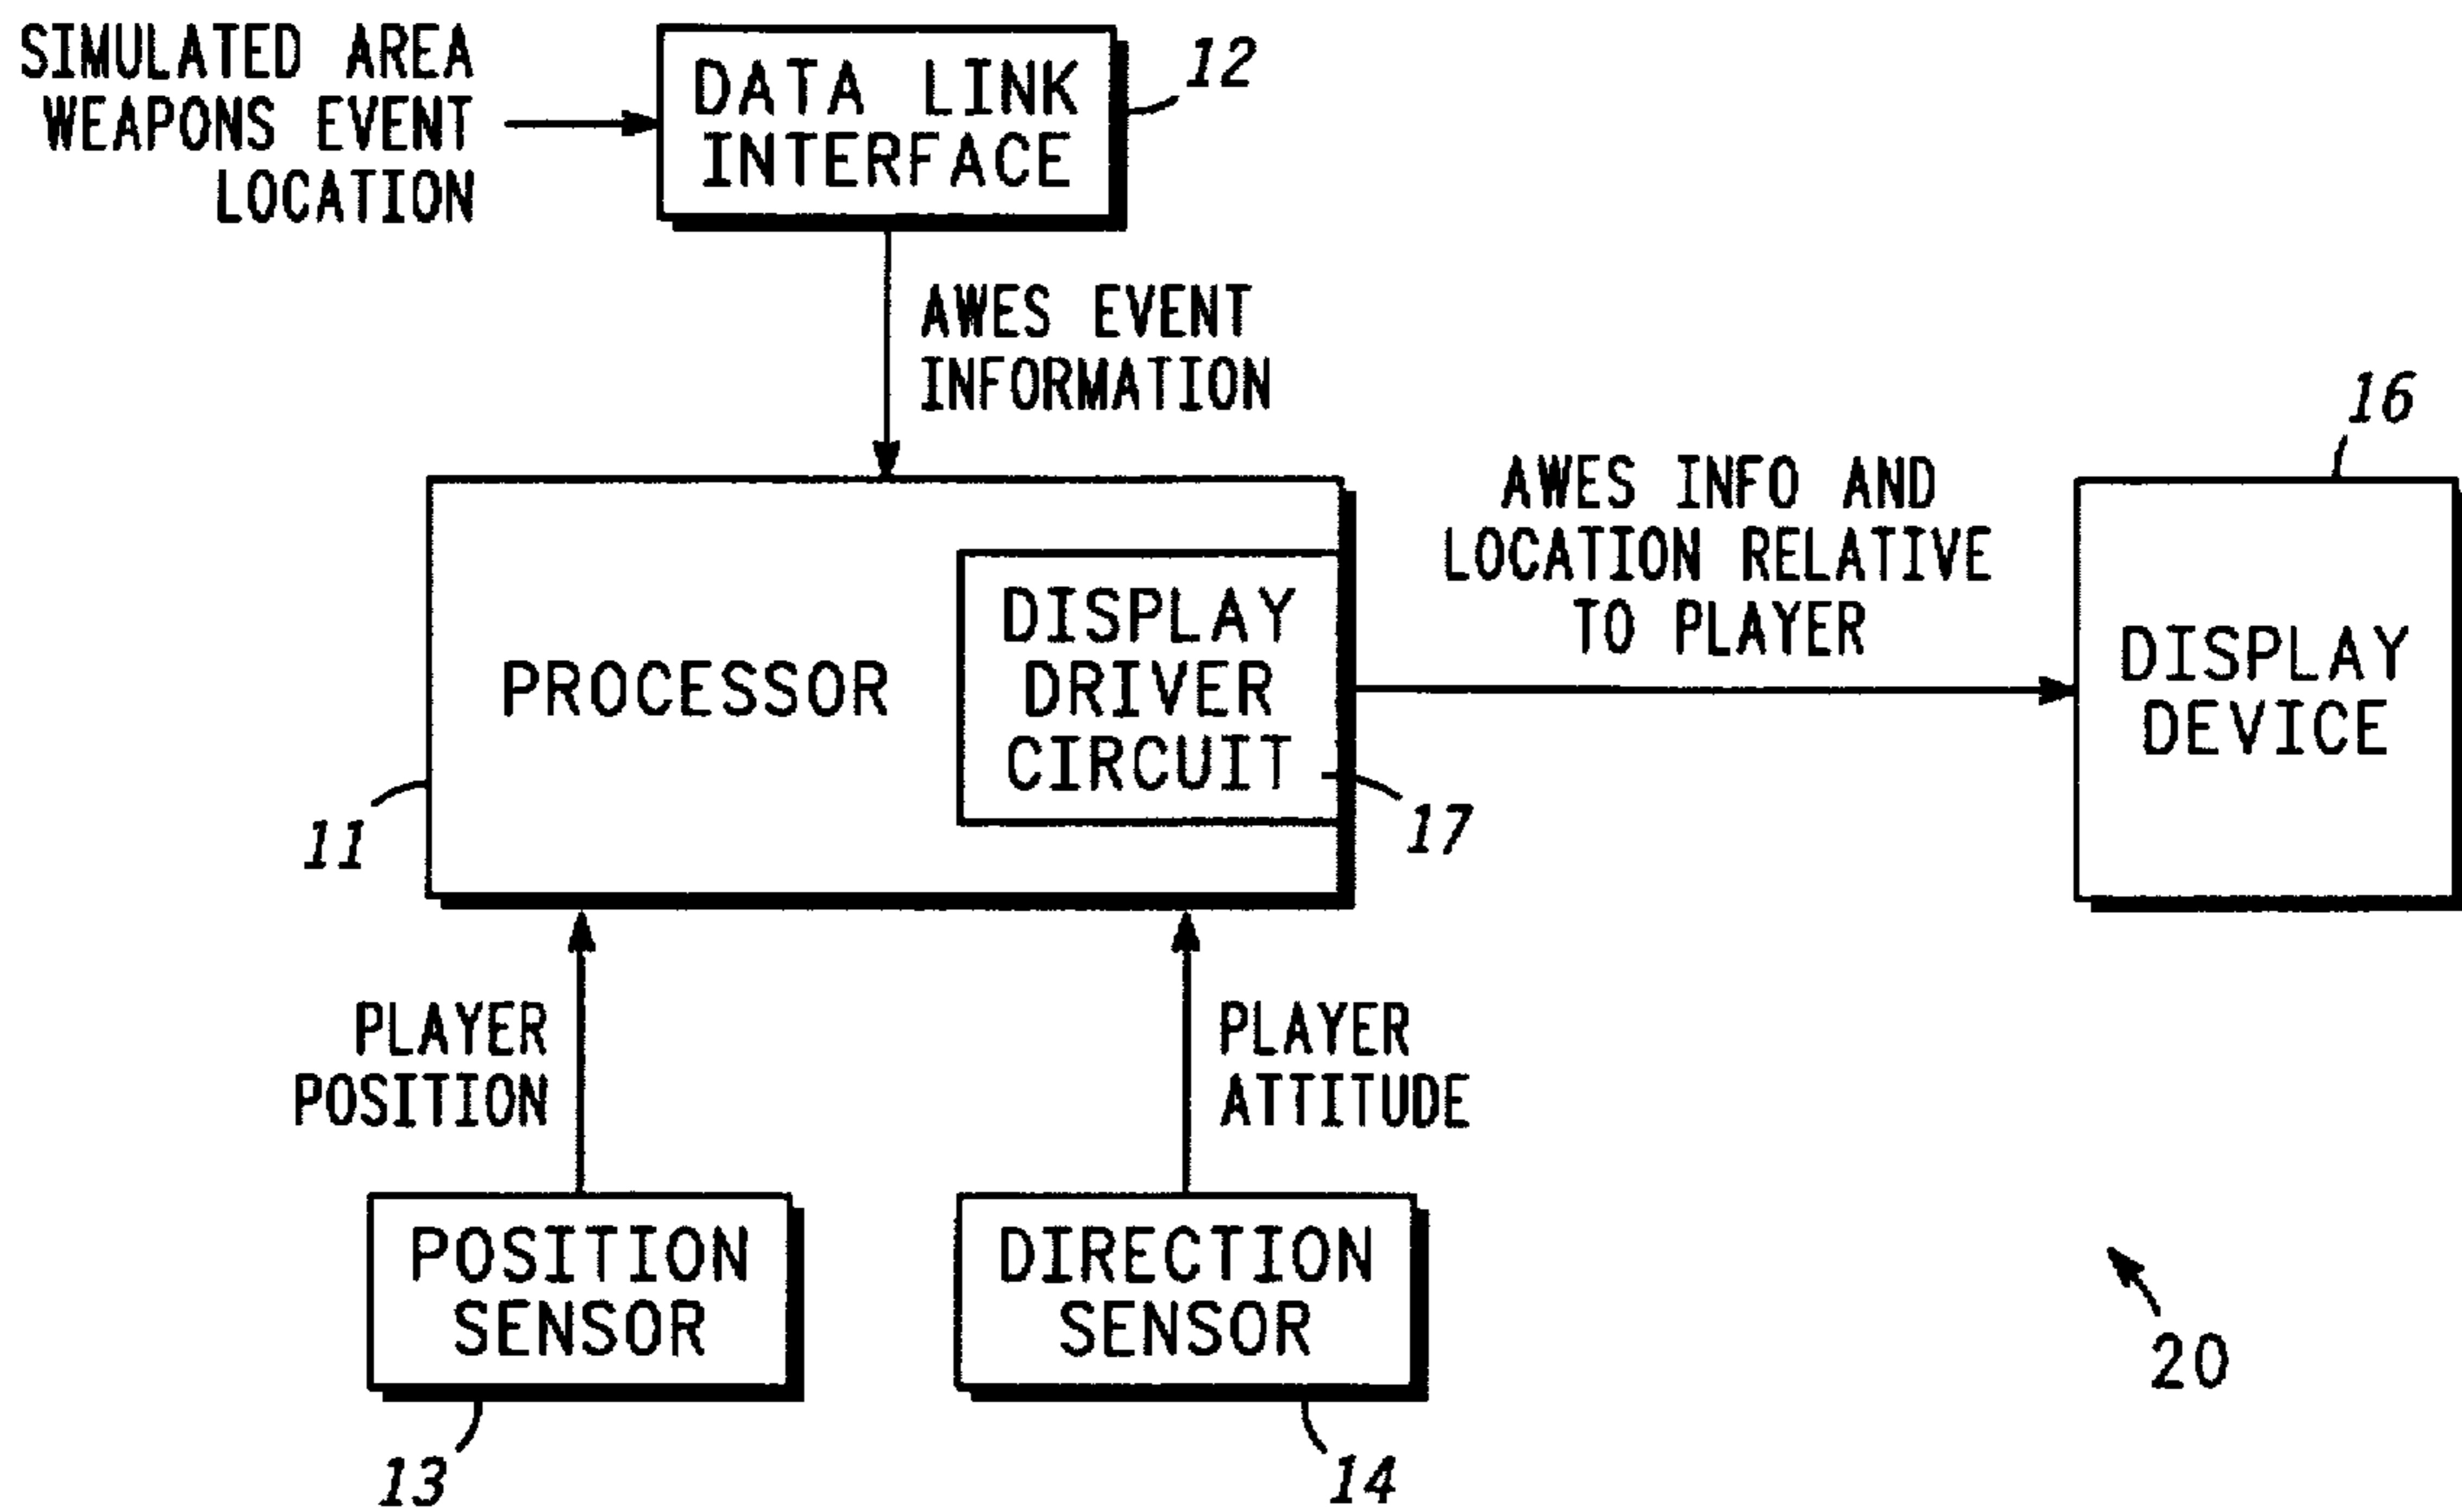 SIMULATED AREA
WEAPONS EVENT
LOCATION
DATA LINK
INTERFACE
12
AWES EVENT
INFORMATION
PROCESSOR
11
DISPLAY
DRIVER
CIRCUIT
17
AWES INFO AND
LOCATION RELATIVE
TO PLAYER
16
DISPLAY
DEVICE
PLAYER
POSITION
PLAYER
ATTITUDE
POSITION
SENSOR
13
DIRECTION
SENSOR
14
20